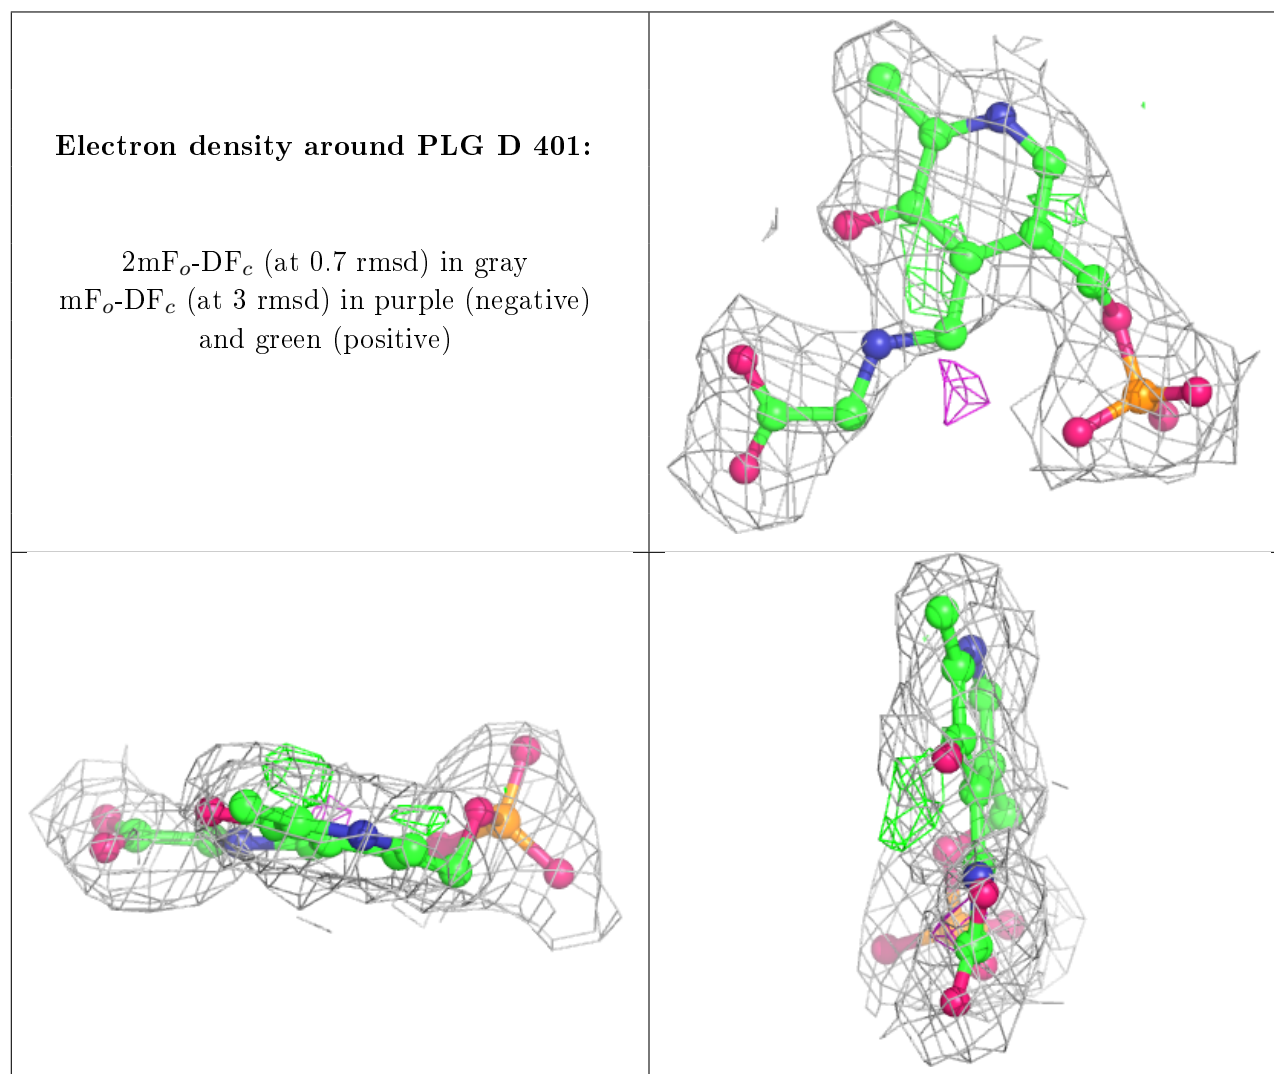 Electron density around PLG D 401:
2mFo-DFc (at 0.7 rmsd) in gray
mFo-DFc (at 3 rmsd) in purple (negative)
and green (positive)